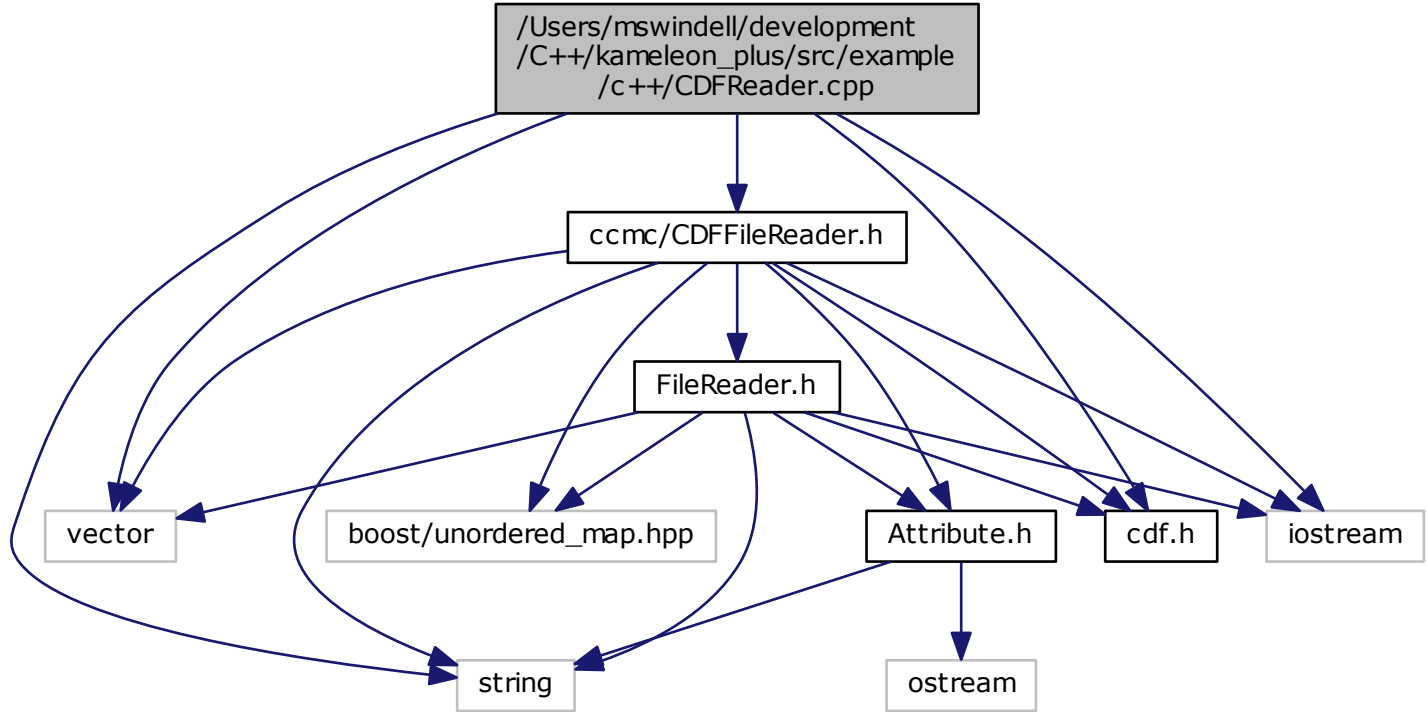 /Users/mswindell/development
/C++/kameleon_plus/src/example
/c++/CDFReader.cpp
ccmc/CDFFileReader.h
FileReader.h
vector
boost/unordered_map.hpp
Attribute.h
cdf.h
iostream
string
ostream